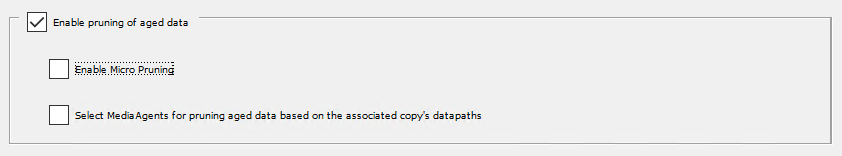 Enable pruning of aged data
Enable Micro Pruning
Select MediaAgents for pruning aged data based on the associated copy's datapaths